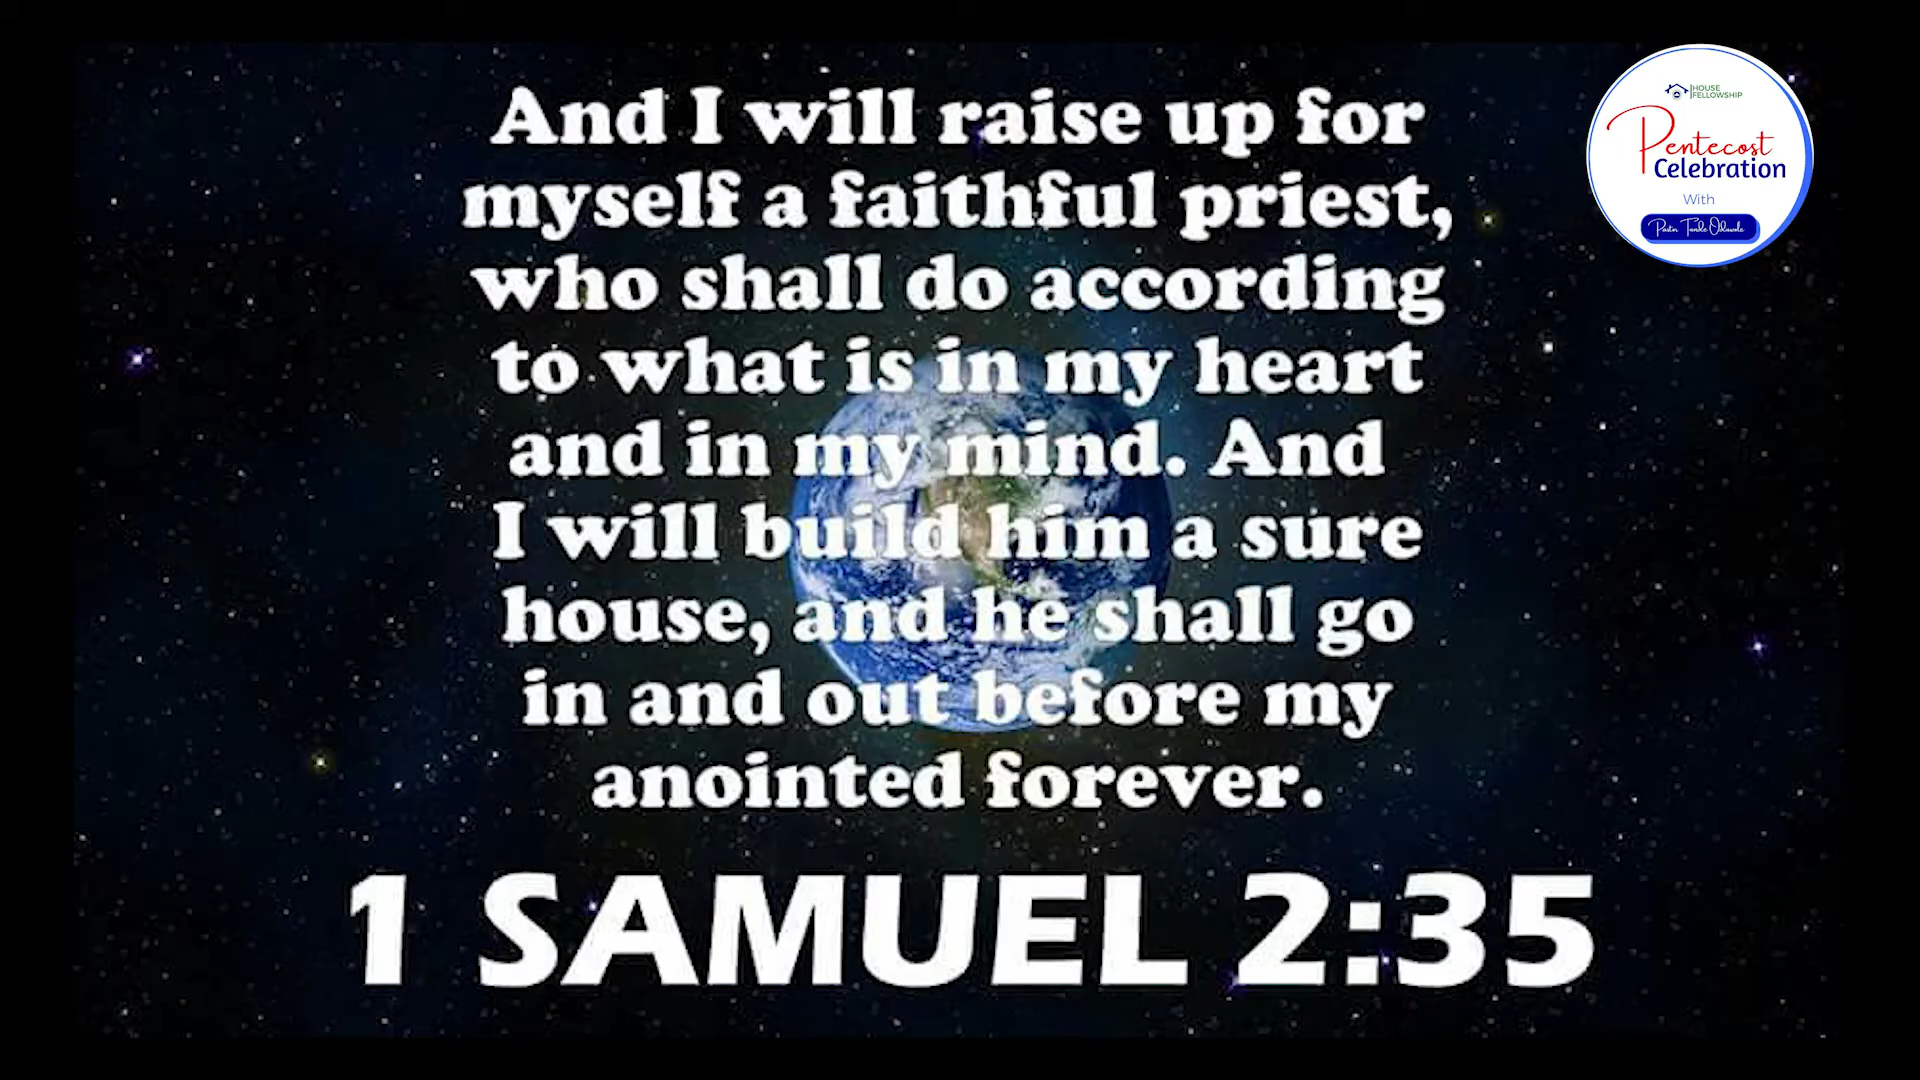 And I will raise up for
myself a faithful priest,
who shall do according
to what is in my heart
and in my mind. And
I will build him a sure
house, and he shall go
in and out before my
anointed forever.
1 SAMUEL 2:35
HOUSE
FELLOWSHIP
Pentecost
Celebration
With
Pastor Tunde